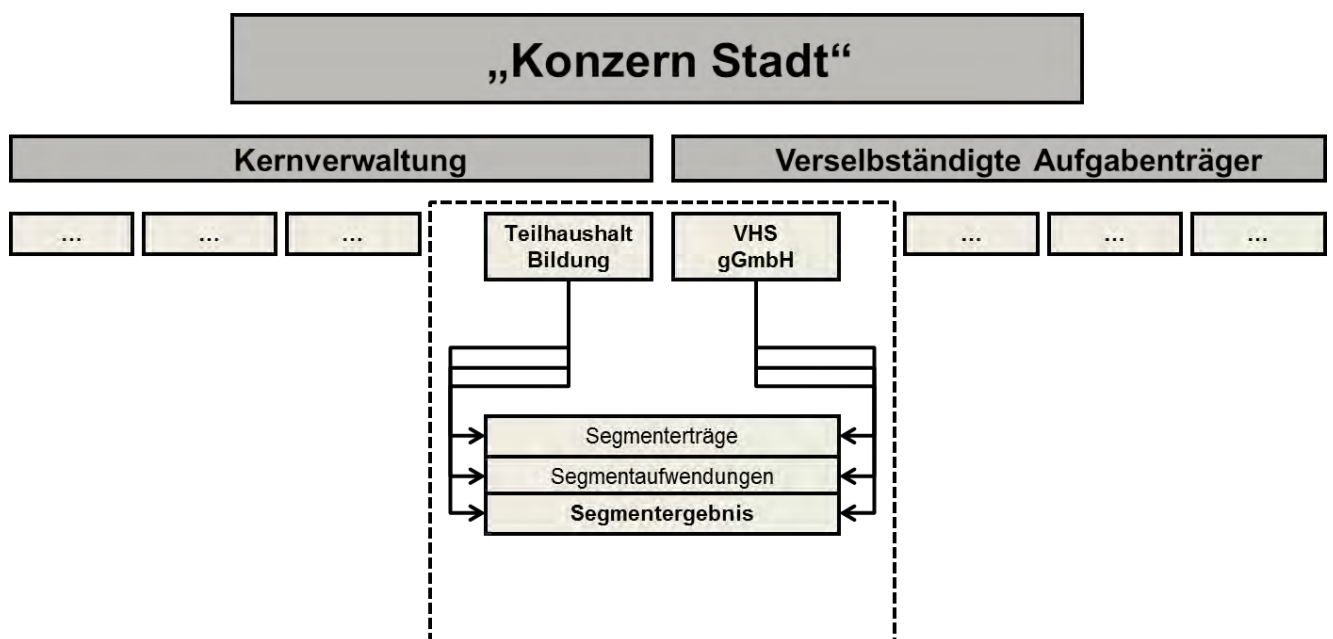 „Konzern Stadt“
Kernverwaltung
Verselbständigte Aufgabenträger
...
...
...
Teilhaushalt
Bildung
VHS
gGmbH
...
...
...
Segmenterträge
Segmentaufwendungen
Segmentergebnis